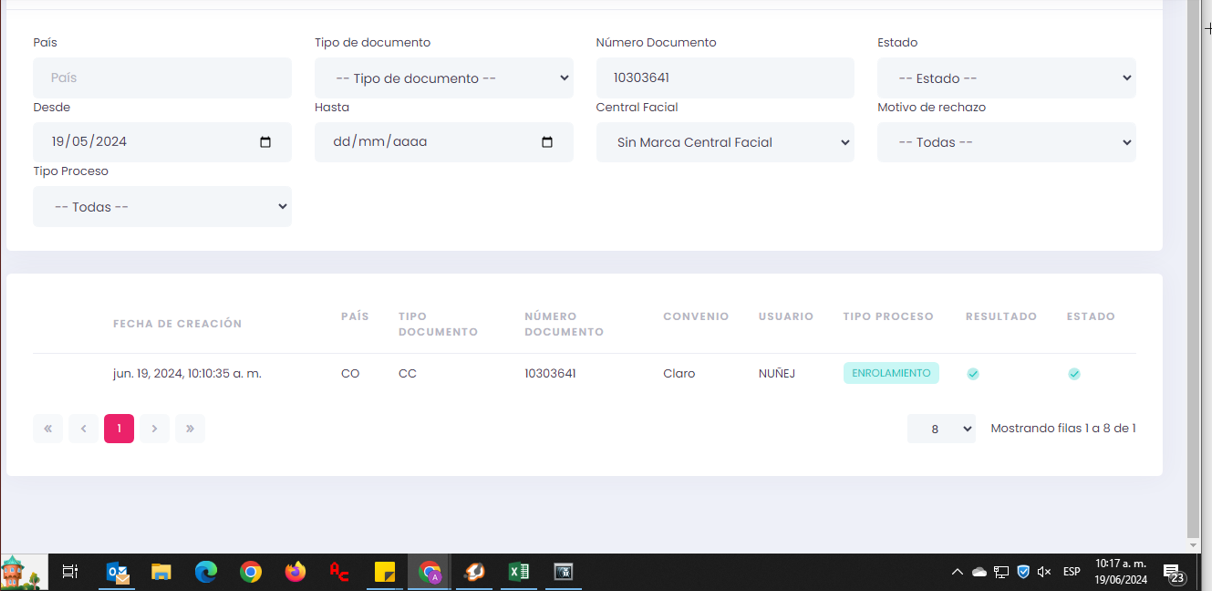 País Tipo de documento Número Documento Estado
País -- Tipo de documento -- 10303641 -- Estado --
Desde Hasta Central Facial Motivo de rechazo
19/05/2024 dd/mm/aaaa Sin Marca Central Facial -- Todas --
Tipo Proceso
-- Todas --
FECHA DE CREACIÓN PAÍS TIPO DOCUMENTO NÚMERO DOCUMENTO CONVENIO USUARIO TIPO PROCESO RESULTADO ESTADO
jun. 19, 2024, 10:10:35 a. m. CO CC 10303641 Claro NUÑEJ ENROLAMIENTO
« ‹ 1 › » 8 Mostrando filas 1 a 8 de 1
ESP 10:17 a. m.
19/06/2024 23